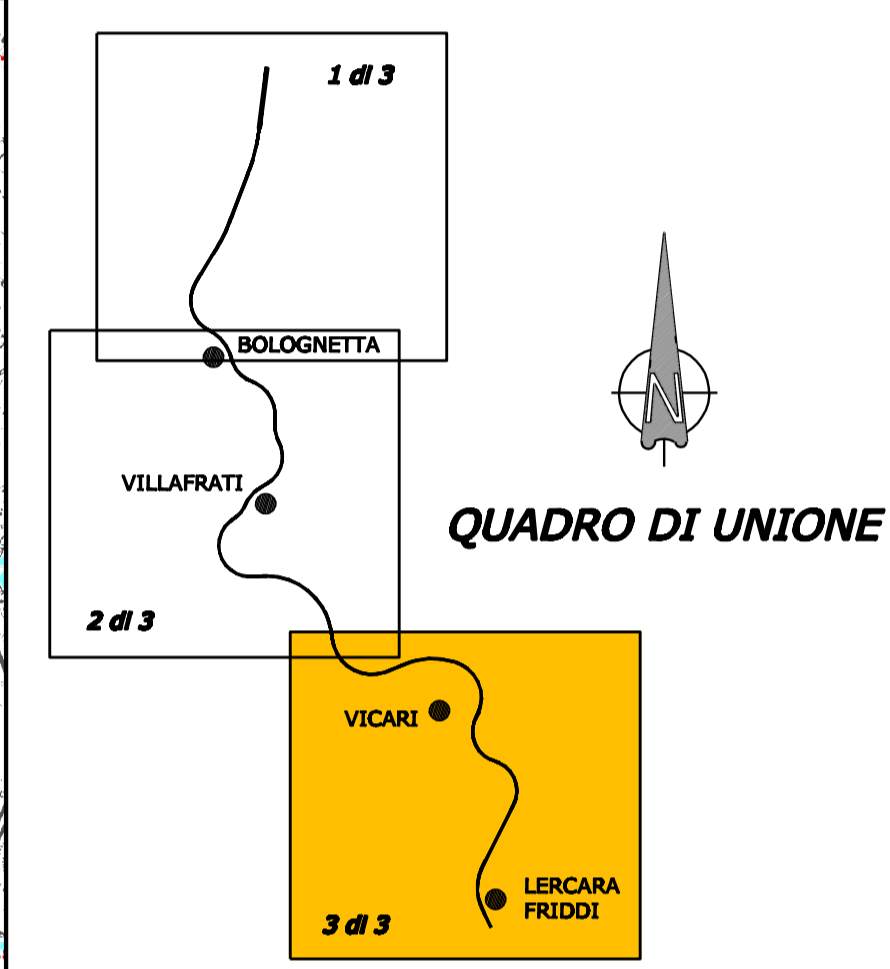 1 di 3
BOLOGNETTA
VILLAFRATI
N
QUADRO DI UNIONE
2 di 3
VICARI
LERCARA
FRIDDI
3 di 3